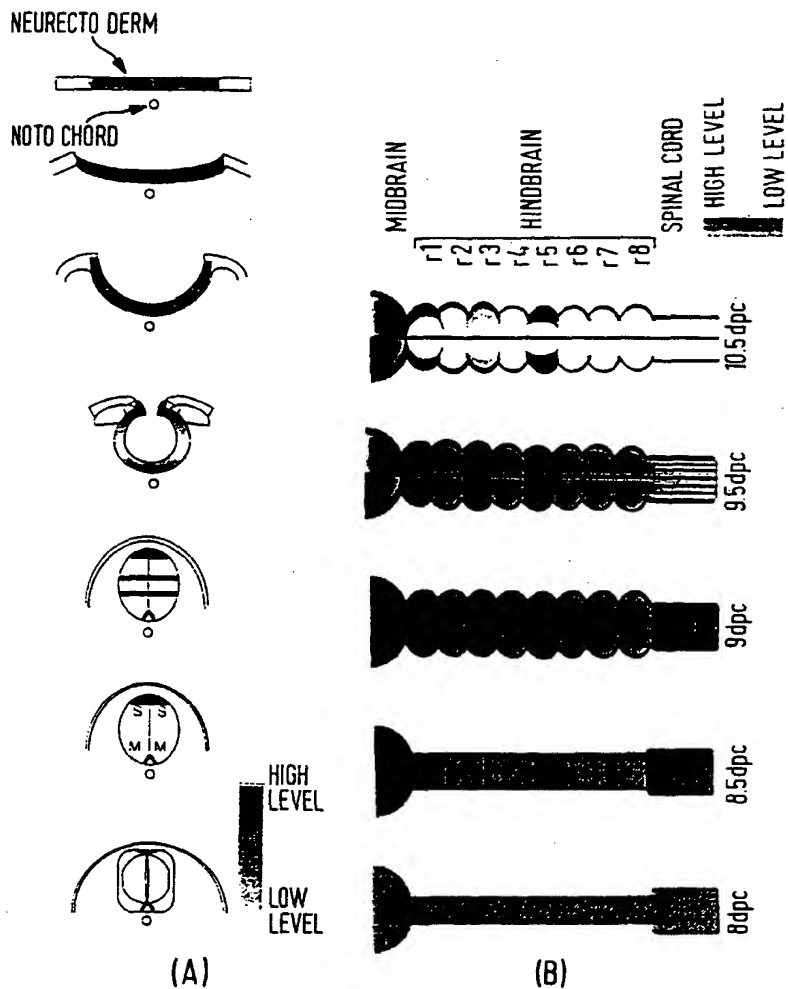 NEURECTO DERM
NOTO CHORD
S S
M M
HIGH
LEVEL
LOW
LEVEL
(A)
MIDBRAIN
HINDBRAIN
SPINAL CORD
HIGH LEVEL
LOW LEVEL
r1
r2
r3
r4
r5
r6
r7
r8
10.5dpc
9.5dpc
9dpc
8.5dpc
8dpc
(B)